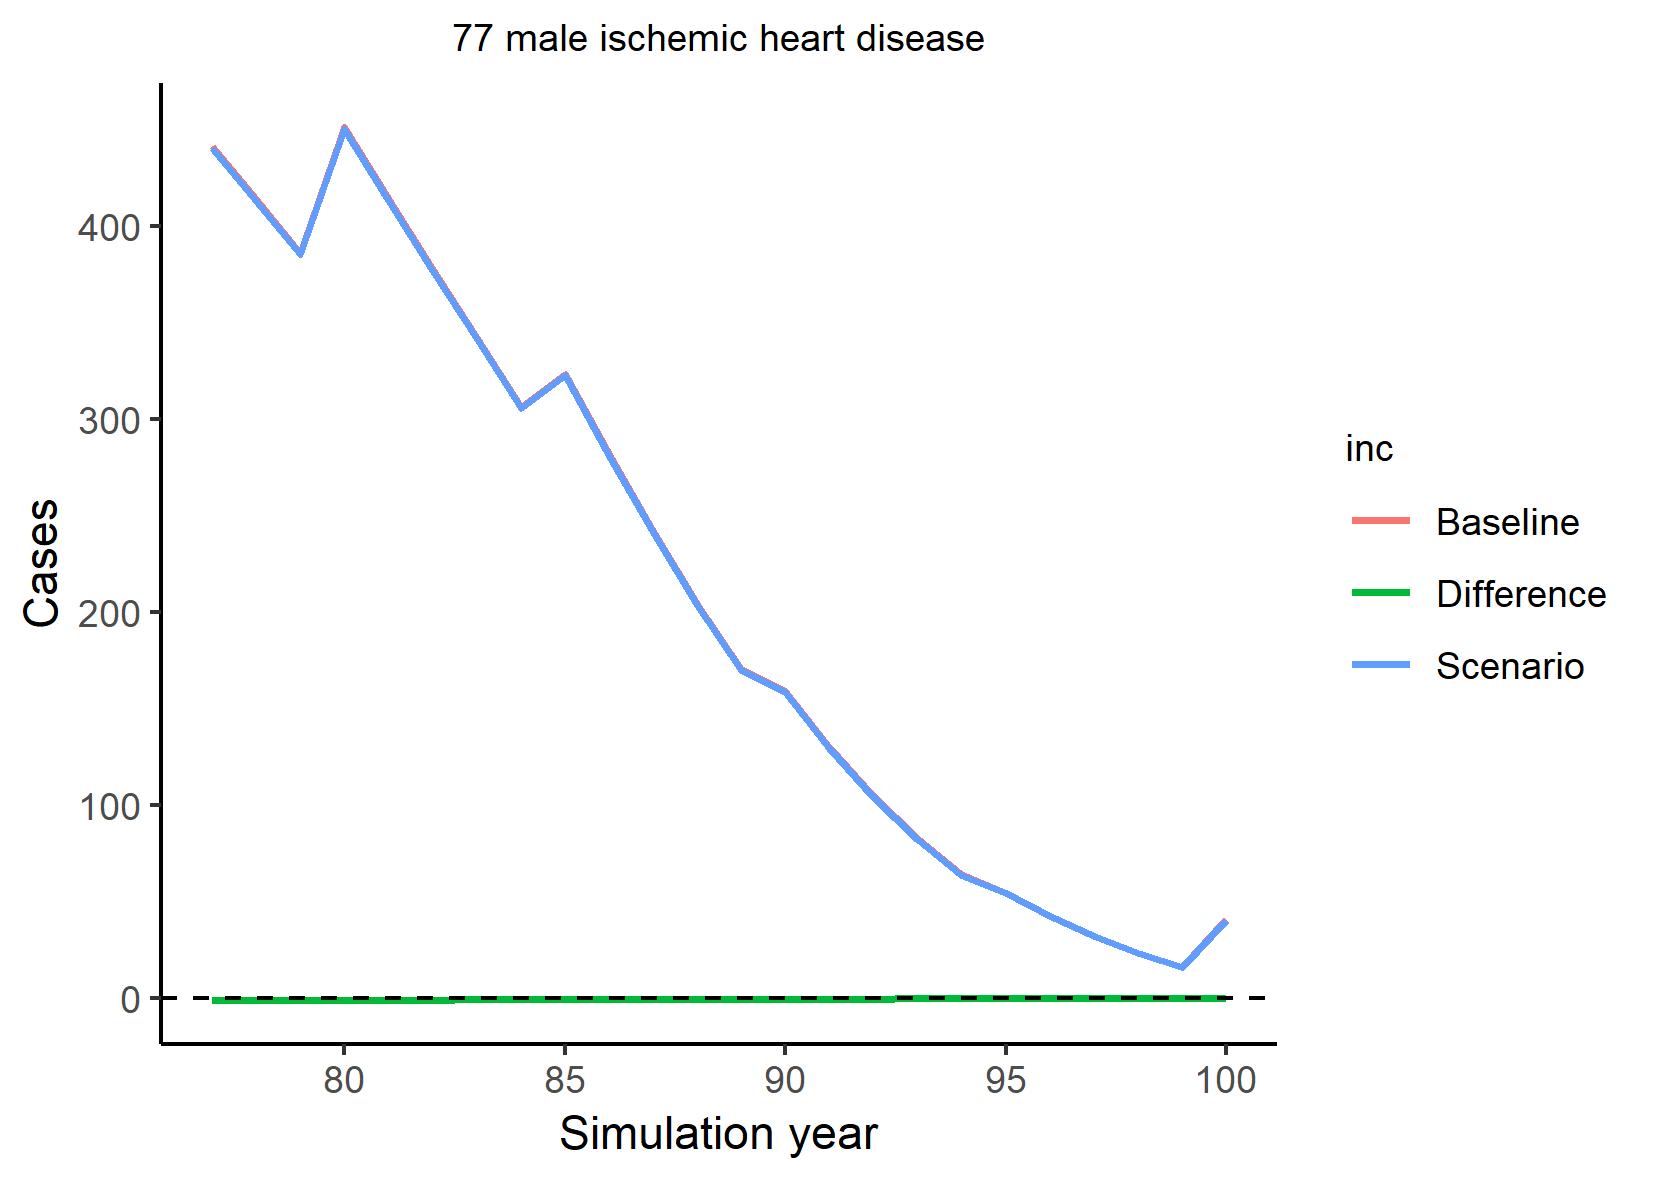 77 male ischemic heart disease
Cases
400
300
200
100
0
80 85 90 95 100
Simulation year
inc
Baseline
Difference
Scenario